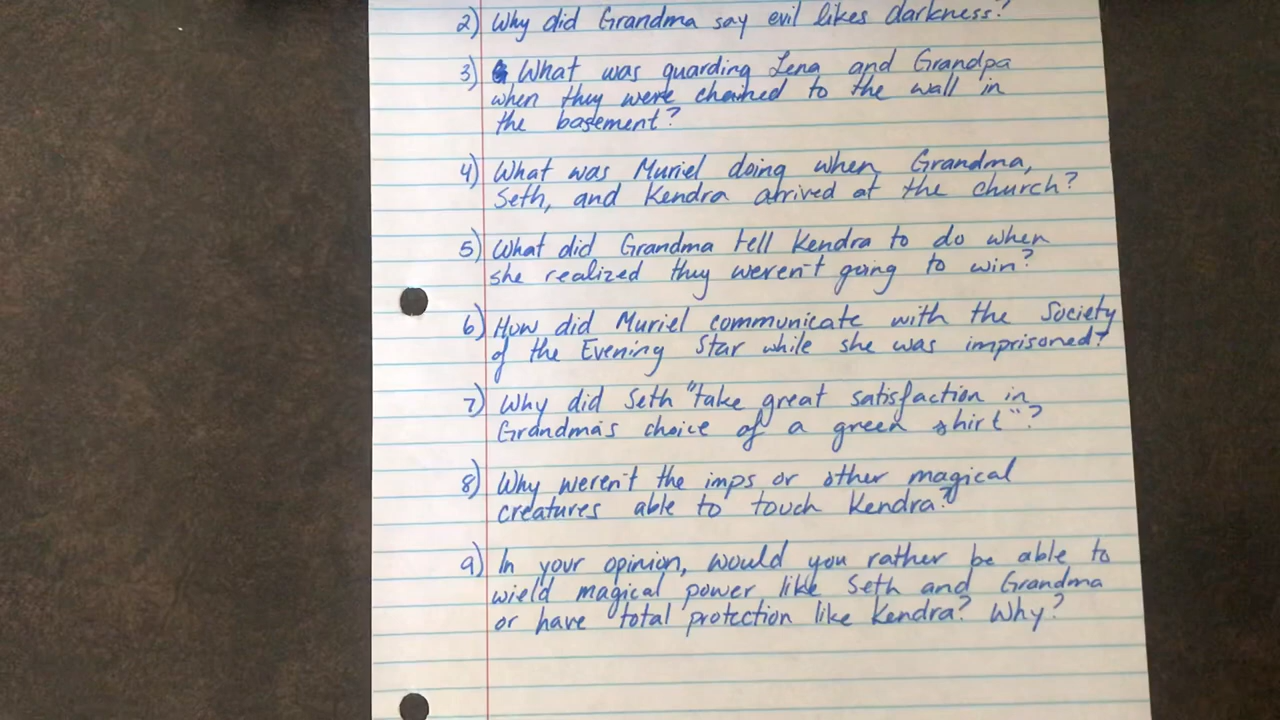 2) Why did Grandma say evil likes darkness?
3) What was guarding Lena and Grandpa
when they were chained to the wall in
the basement?
4) What was Muriel doing when Grandma,
Seth, and Kendra arrived at the church?
5) What did Grandma tell Kendra to do when
she realized they weren't going to win?
6) How did Muriel communicate with the Society
of the Evening Star while she was imprisoned?
7) Why did Seth "take great satisfaction in
Grandma's choice of a green shirt"?
8) Why weren't the imps or other magical
creatures able to touch Kendra?
9) In your opinion, would you rather be able to
wield magical power like Seth and Grandma
or have total protection like Kendra? Why?